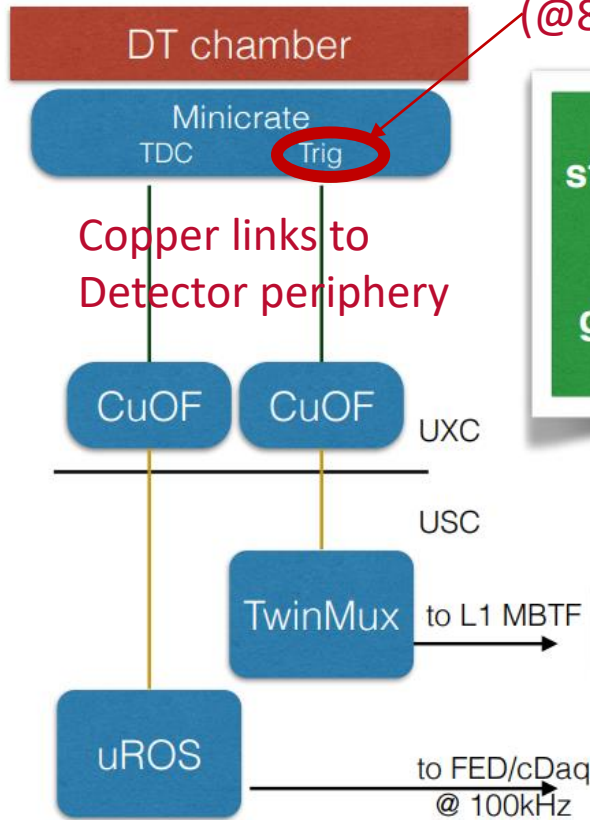 (@8
DT chamber
Minicrate
TDC Trig
Copper links to
Detector periphery
CuOF CuOF
UXC
USC
TwinMux
to L1 MBTF
uROS
to FED/cDaq
@ 100kHz